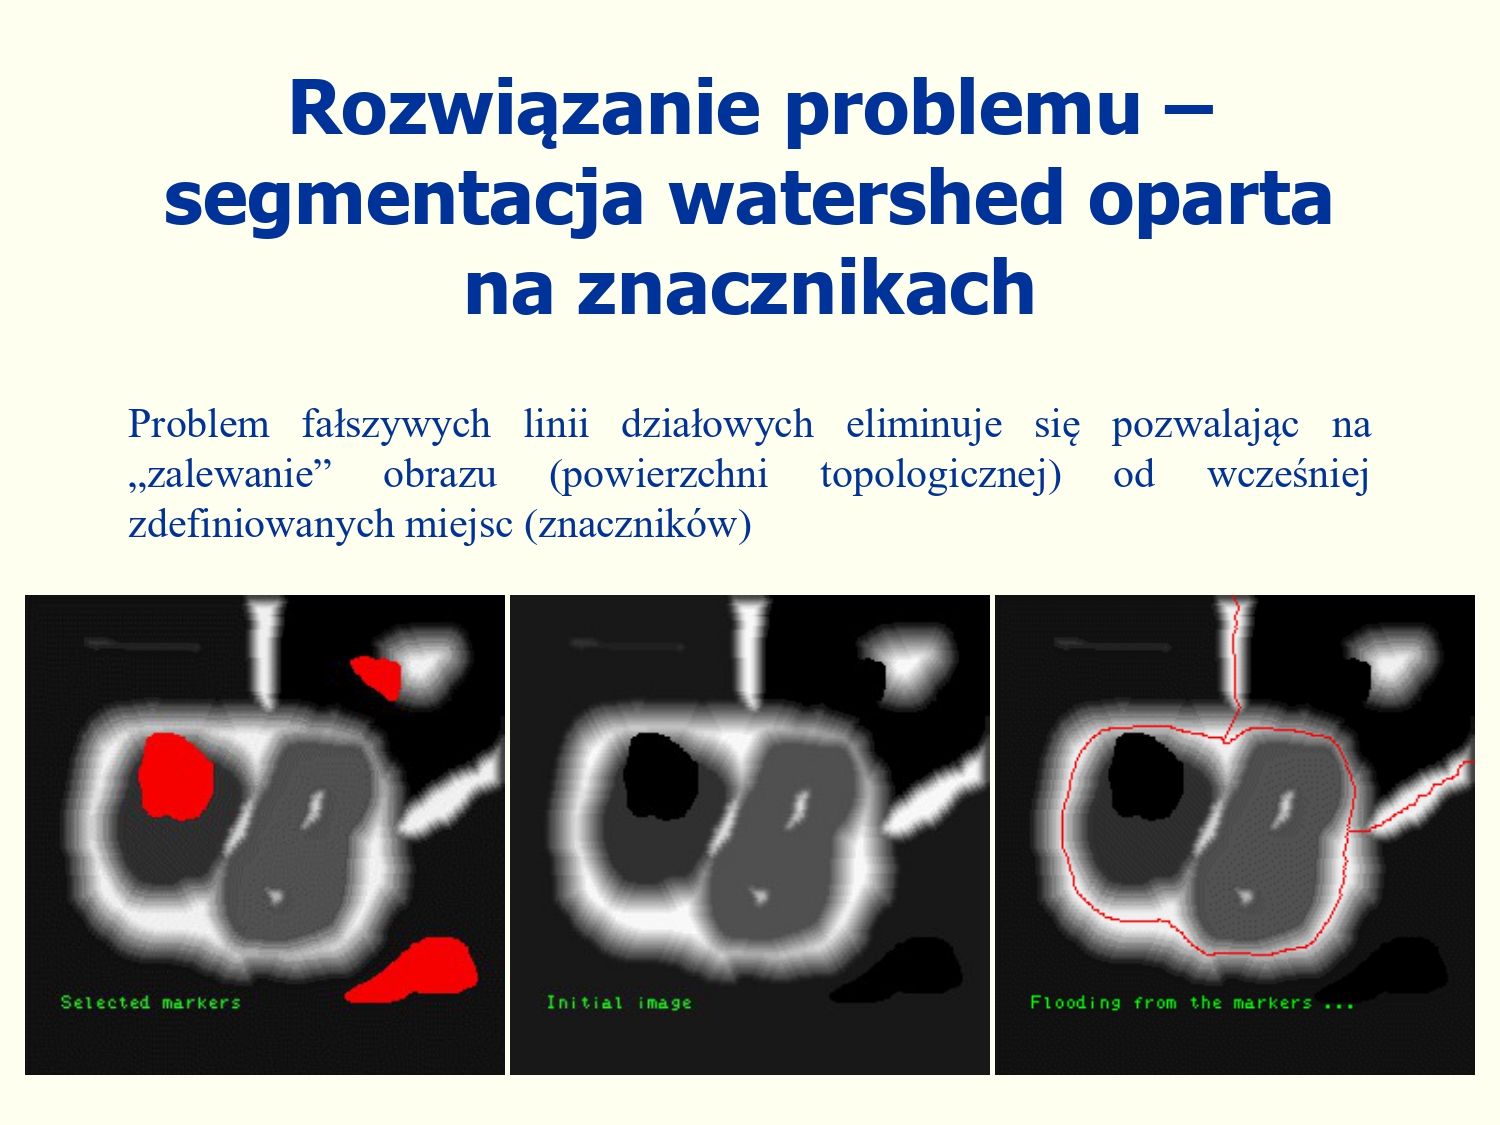 Rozwiązanie problemu –
segmentacja watershed oparta
na znacznikach
Problem fałszywych linii działowych eliminuje się pozwalając na
„zalewanie” obrazu (powierzchni topologicznej) od wcześniej
zdefiniowanych miejsc (znaczników)
Selected markers
Initial image
Flooding from the markers ...